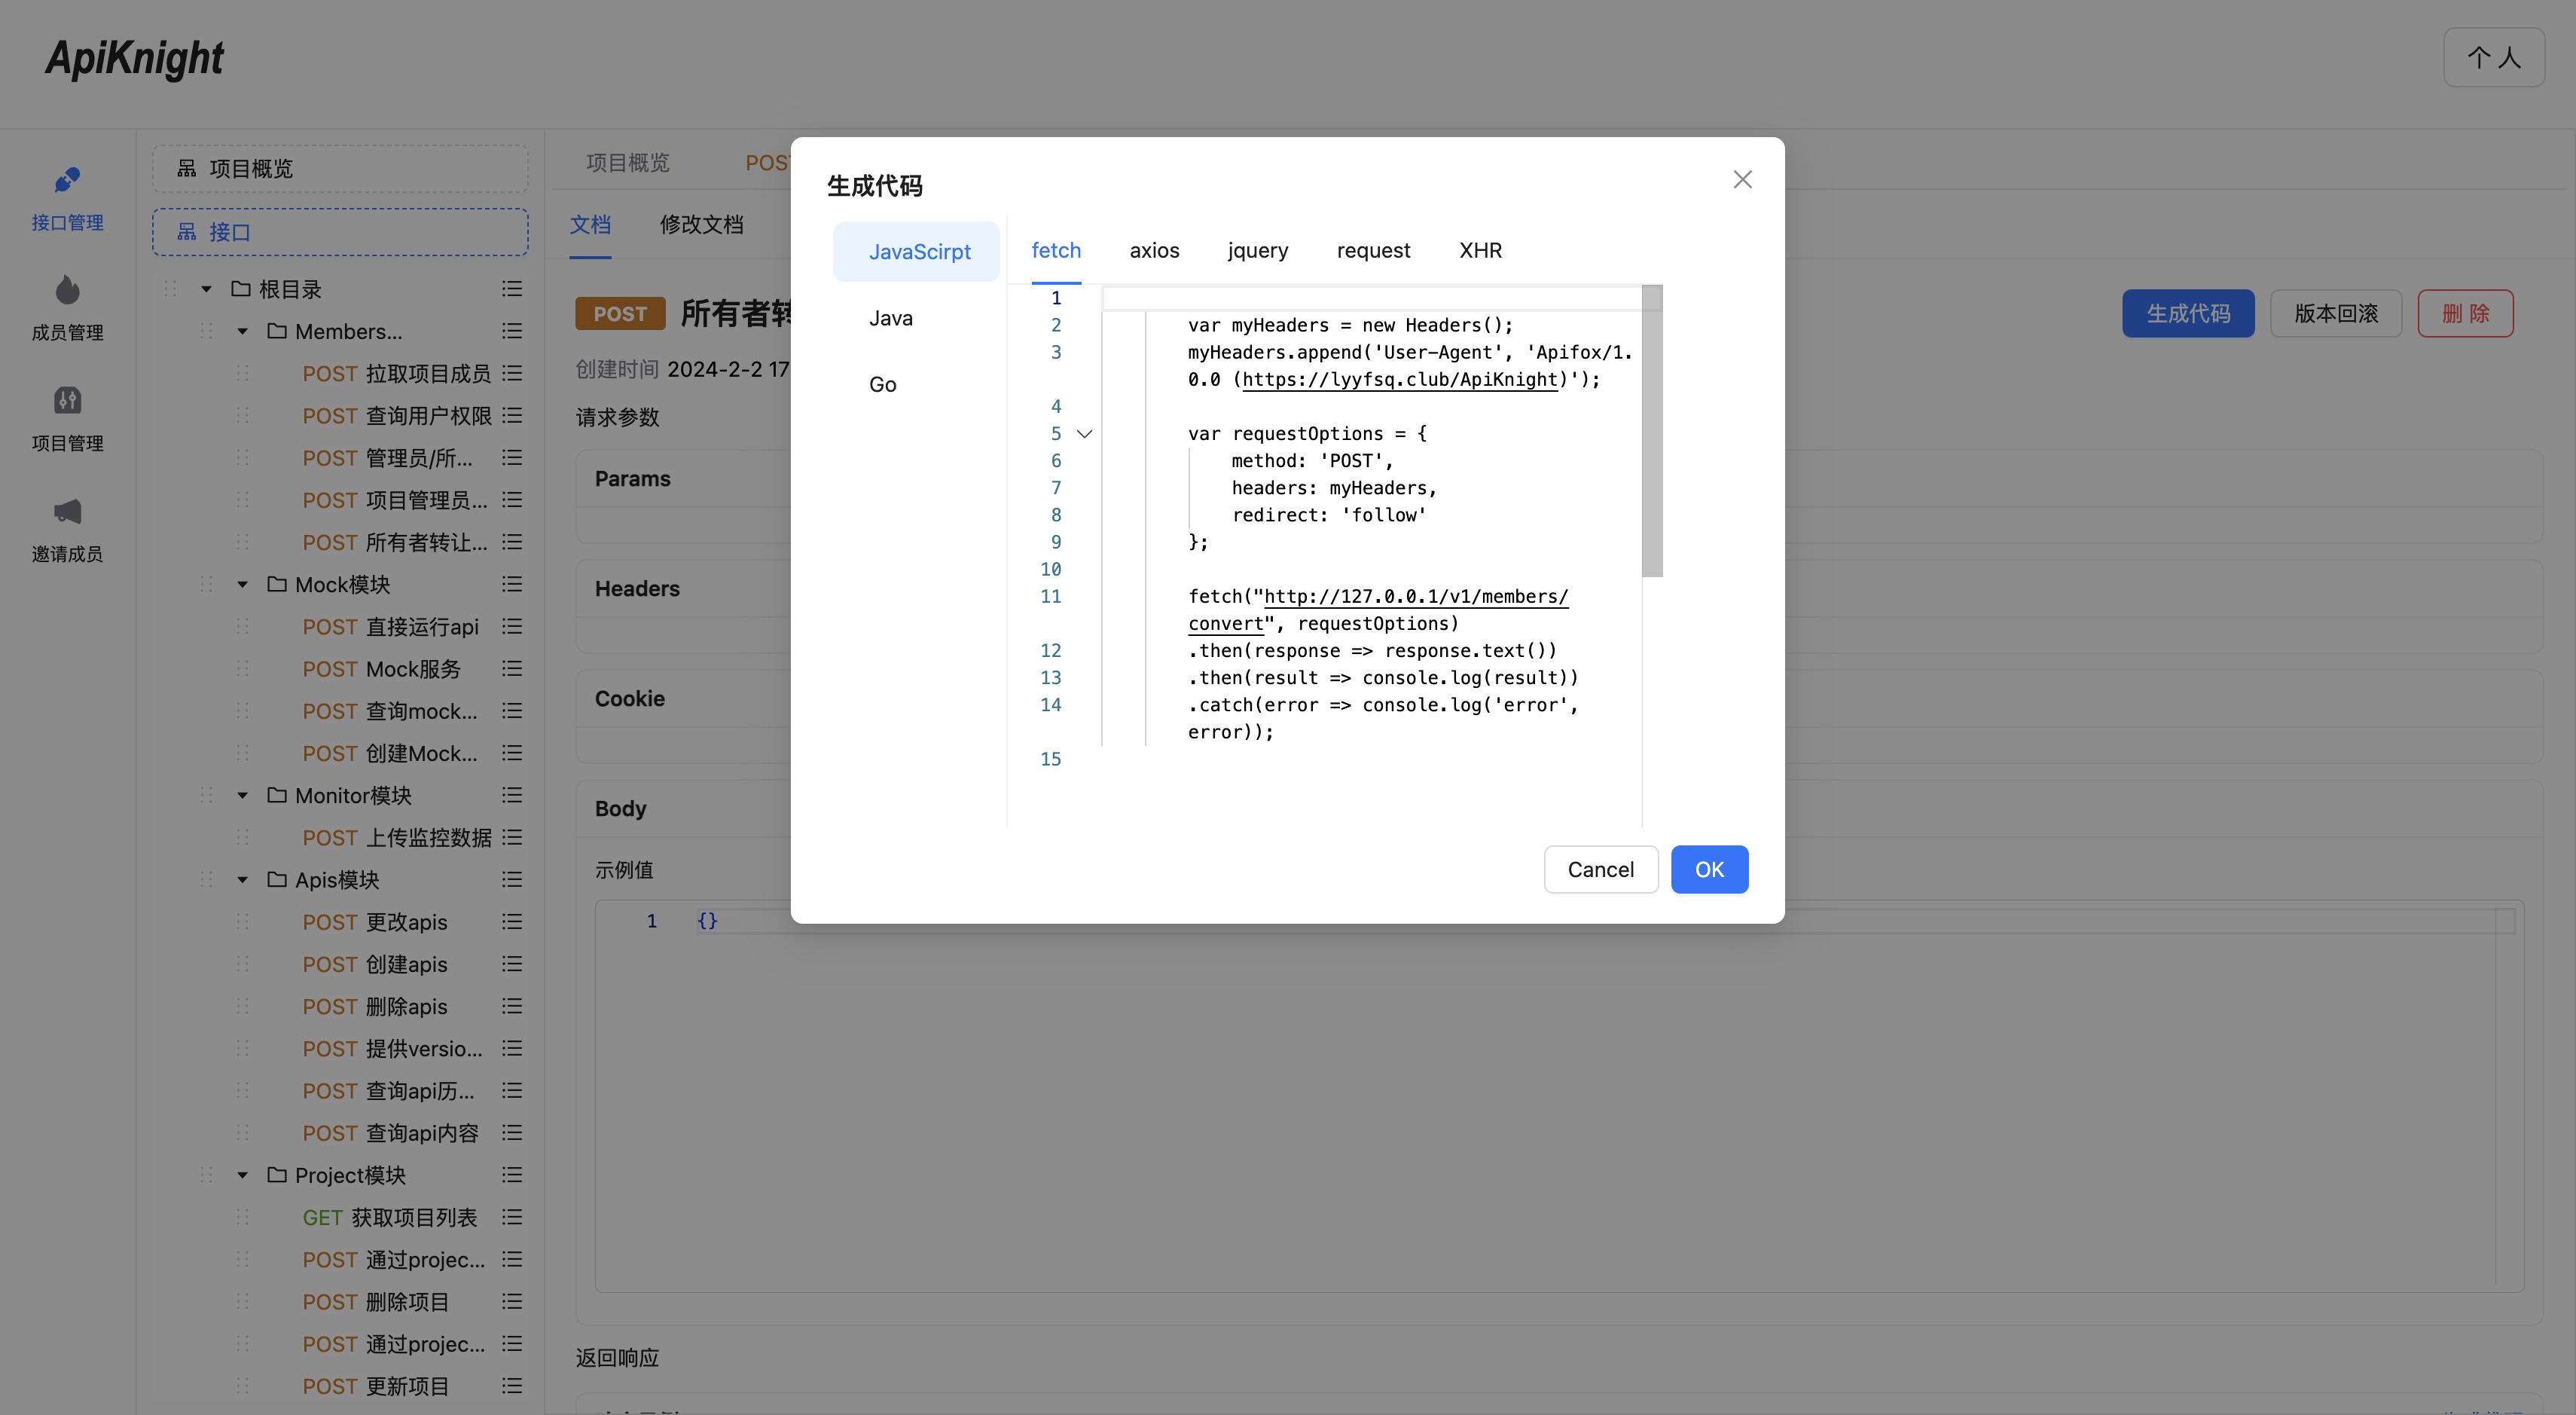 ApiKnight
个 人
接口管理
成员管理
项目管理
邀请成员
项目概览
接口
根目录
Members...
POST 拉取项目成员
POST 查询用户权限
POST 管理员/所...
POST 项目管理员...
POST 所有者转让...
Mock模块
POST 直接运行api
POST Mock服务
POST 查询mock...
POST 创建Mock...
Monitor模块
POST 上传监控数据
Apis模块
POST 更改apis
POST 创建apis
POST 删除apis
POST 提供versio...
POST 查询api历...
POST 查询api内容
Project模块
GET 获取项目列表
POST 通过projec...
POST 删除项目
POST 通过projec...
POST 更新项目
项目概览 POST
文档 修改文档
POST 所有者转
生成代码 版本回滚 删 除
创建时间 2024-2-2 17
请求参数
Params
Headers
Cookie
Body
示例值
1 {}
返回响应
生成代码
JavaScirpt
Java
Go
fetch axios jquery request XHR
1
2 var myHeaders = new Headers();
3 myHeaders.append('User-Agent', 'Apifox/1.
0.0 (https://lyyfsq.club/ApiKnight)');
4
5 var requestOptions = {
6 method: 'POST',
7 headers: myHeaders,
8 redirect: 'follow'
9 };
10
11 fetch("http://127.0.0.1/v1/members/
convert", requestOptions)
12 .then(response => response.text())
13 .then(result => console.log(result))
14 .catch(error => console.log('error',
error));
15
Cancel OK